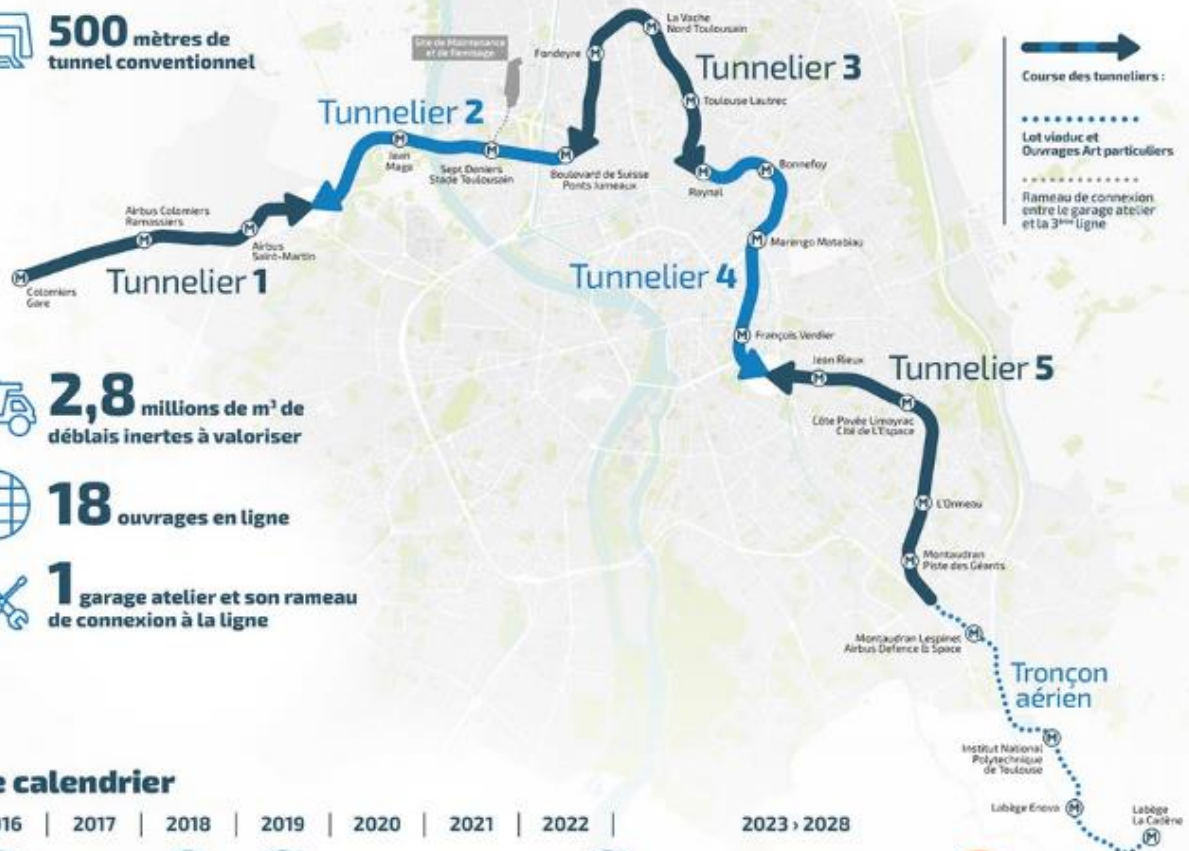 500 mètres de
tunnel conventionnel
Site de Maintenance
et de Remisage
La Vache
Nord Toulousain
Fondeyre
Tunnelier 3
Toulouse Lautrec
Course des tunneliers :
Lot viaduc et
Ouvrages Art particuliers
Rameau de connexion
entre le garage atelier
et la 3ème ligne
Tunnelier 2
Jean
Maga
Sept Deniers
Stade Toulousain
Boulevard de Suisse
Ponts Jumeaux
Raynal
Bonnefoy
Marengo Matabiau
Airbus Colomiers
Ramassiers
Airbus
Saint-Martin
Colomiers
Gare
Tunnelier 1
Tunnelier 4
François Verdier
Jean Rieux
Tunnelier 5
Côte Pavée Limayrac
Cité de L'Espace
L'Ormeau
Montaudran
Piste des Géants
2,8 millions de m³ de
déblais inertes à valoriser
18 ouvrages en ligne
1 garage atelier et son rameau
de connexion à la ligne
Montaudran Lespinet
Airbus Defence & Space
Tronçon
aérien
Institut National
Polytechnique
de Toulouse
Labège Enova
Labège
La Cadène
e calendrier
016 | 2017 | 2018 | 2019 | 2020 | 2021 | 2022 | 2023 › 2028